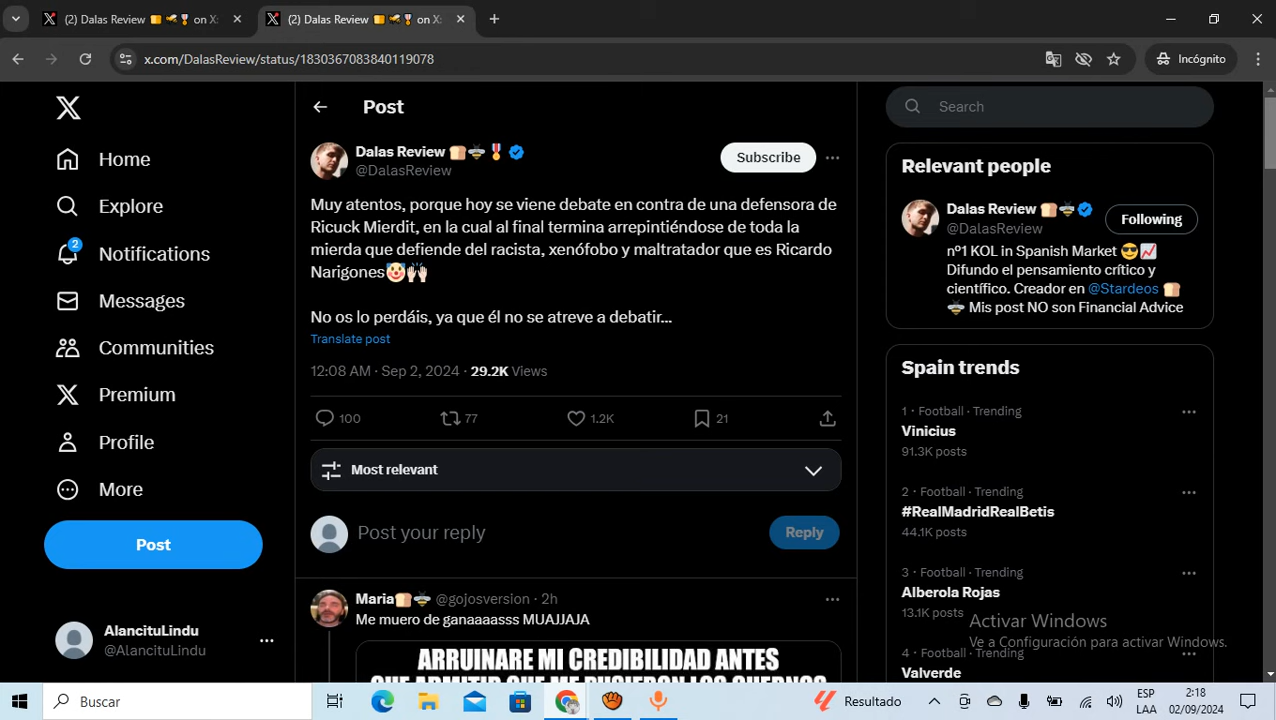 (2) Dalas Review on X:
(2) Dalas Review on X:
x.com/DalasReview/status/1830367083840119078
Incógnito
Home
Explore
2
Notifications
Messages
Communities
Premium
Profile
More
Post
AlancituLindu
@AlancituLindu
Post
Dalas Review
@DalasReview
Subscribe
Muy atentos, porque hoy se viene debate en contra de una defensora de
Ricuck Mierdit, en la cual al final termina arrepintiéndose de toda la
mierda que defiende del racista, xenófobo y maltratador que es Ricardo
Narigones🤡🙌🏻
No os lo perdáis, ya que él no se atreve a debatir...
Translate post
12:08 AM · Sep 2, 2024 · 29.2K Views
100 77 1.2K 21
Most relevant
Post your reply
Reply
Maria🍞🐝 @gojosversion · 2h
Me muero de ganaaaasss MUAJJAJA
ARRUINARE MI CREDIBILIDAD ANTES
QUE ADMITIR QUE ME PUSIERON LOS CUERNOS
Search
Relevant people
Dalas Review
@DalasReview
Following
nº1 KOL in Spanish Market 😎📈
Difundo el pensamiento crítico y
científico. Creador en @Stardeos 🍞
🐝 Mis post NO son Financial Advice
Spain trends
1 · Football · Trending
Vinicius
91.3K posts
2 · Football · Trending
#RealMadridRealBetis
44.1K posts
3 · Football · Trending
Alberola Rojas
13.1K posts
4 · Football · Trending
Valverde
Activar Windows
Ve a Configuración para activar Windows.
Buscar
Resultado
ESP
LAA
2:18
02/09/2024